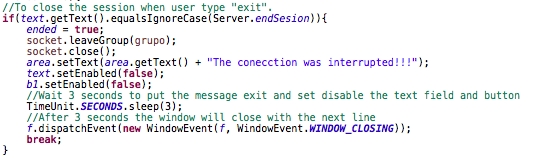 //To close the session when user type "exit".
if(text.getText().equalsIgnoreCase(Server.endSesion)){
ended = true;
socket.leaveGroup(grupo);
socket.close();
area.setText(area.getText() + "The conecction was interrupted!!!");
text.setEnabled(false);
b1.setEnabled(false);
//Wait 3 seconds to put the message exit and set disable the text field and button
TimeUnit.SECONDS.sleep(3);
//After 3 seconds the window will close with the next line
f.dispatchEvent(new WindowEvent(f, WindowEvent.WINDOW_CLOSING));
break;
}